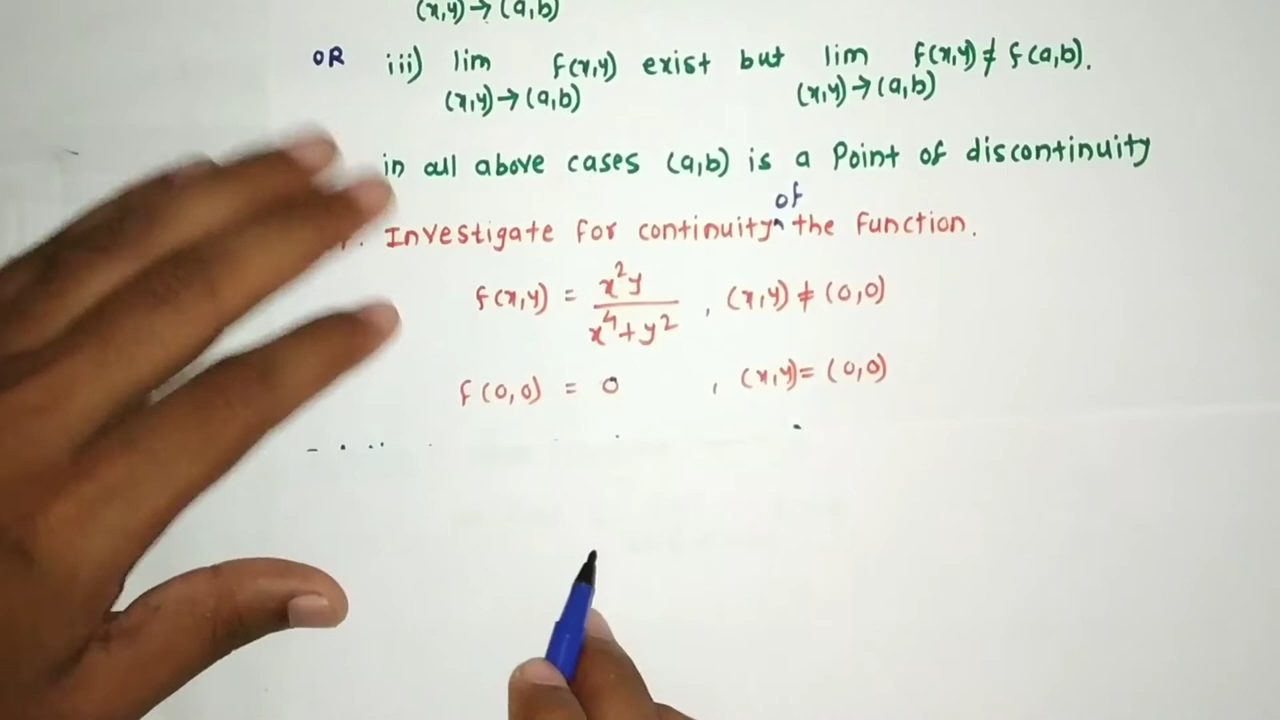 (x,y) → (a,b)
OR iii) lim f(x,y) exist but lim f(x,y) ≠ f(a,b).
(x,y) → (a,b) (x,y) → (a,b)
in all above cases (a,b) is a Point of discontinuity
of
Investigate for continuity ^ the function.
f(x,y) = x²y / x⁴+y² , (x,y) ≠ (0,0)
f(0,0) = 0 , (x,y) = (0,0)